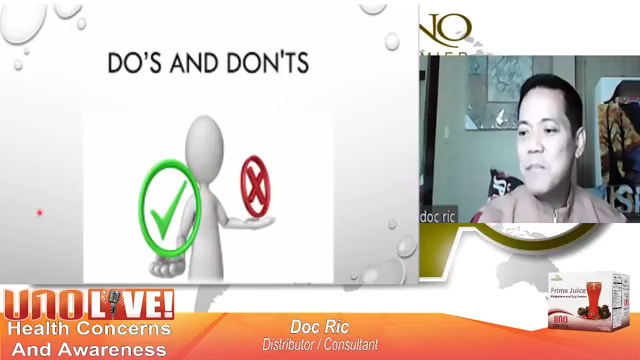 DO'S AND DON'TS
doc ric
UNO LIVE!
Health Concerns
And Awareness
Doc Ric
Distributor / Consultant
Prime Juice
UNO